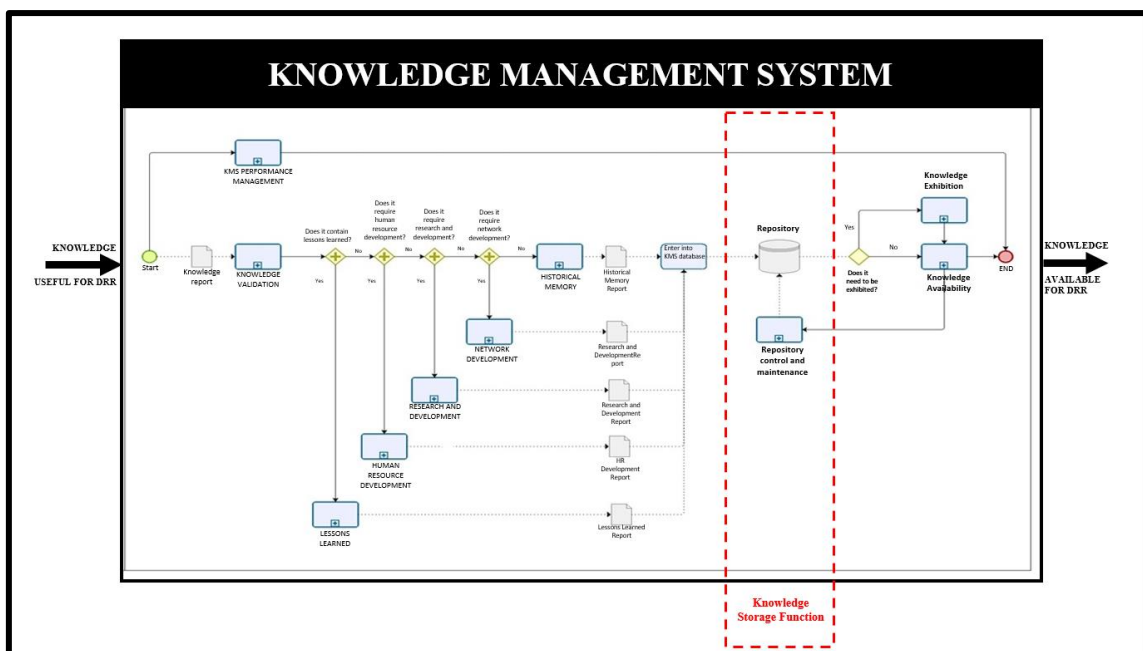 KNOWLEDGE MANAGEMENT SYSTEM
KMS PERFORMANCE
MANAGEMENT
KNOWLEDGE
USEFUL FOR DRR
Start
Knowledge
report
KNOWLEDGE
VALIDATION
Does it contain
lessons learned?
Does it
require
human
resource
development?
Does it
require
research and
development?
Does it
require
network
development?
No
No
No
No
Yes
Yes
Yes
Yes
HISTORICAL
MEMORY
Historical
Memory
Report
Enter into
KMS database
Repository
Yes
No
Does it
need to be
exhibited?
Knowledge
Exhibition
Knowledge
Availability
END
KNOWLEDGE
AVAILABLE
FOR DRR
NETWORK
DEVELOPMENT
Research and
DevelopmentRe
port
Repository
control and
maintenance
RESEARCH AND
DEVELOPMENT
Research and
Development
Report
HUMAN
RESOURCE
DEVELOPMENT
HR
Development
Report
LESSONS
LEARNED
Lessons Learned
Report
Knowledge
Storage Function